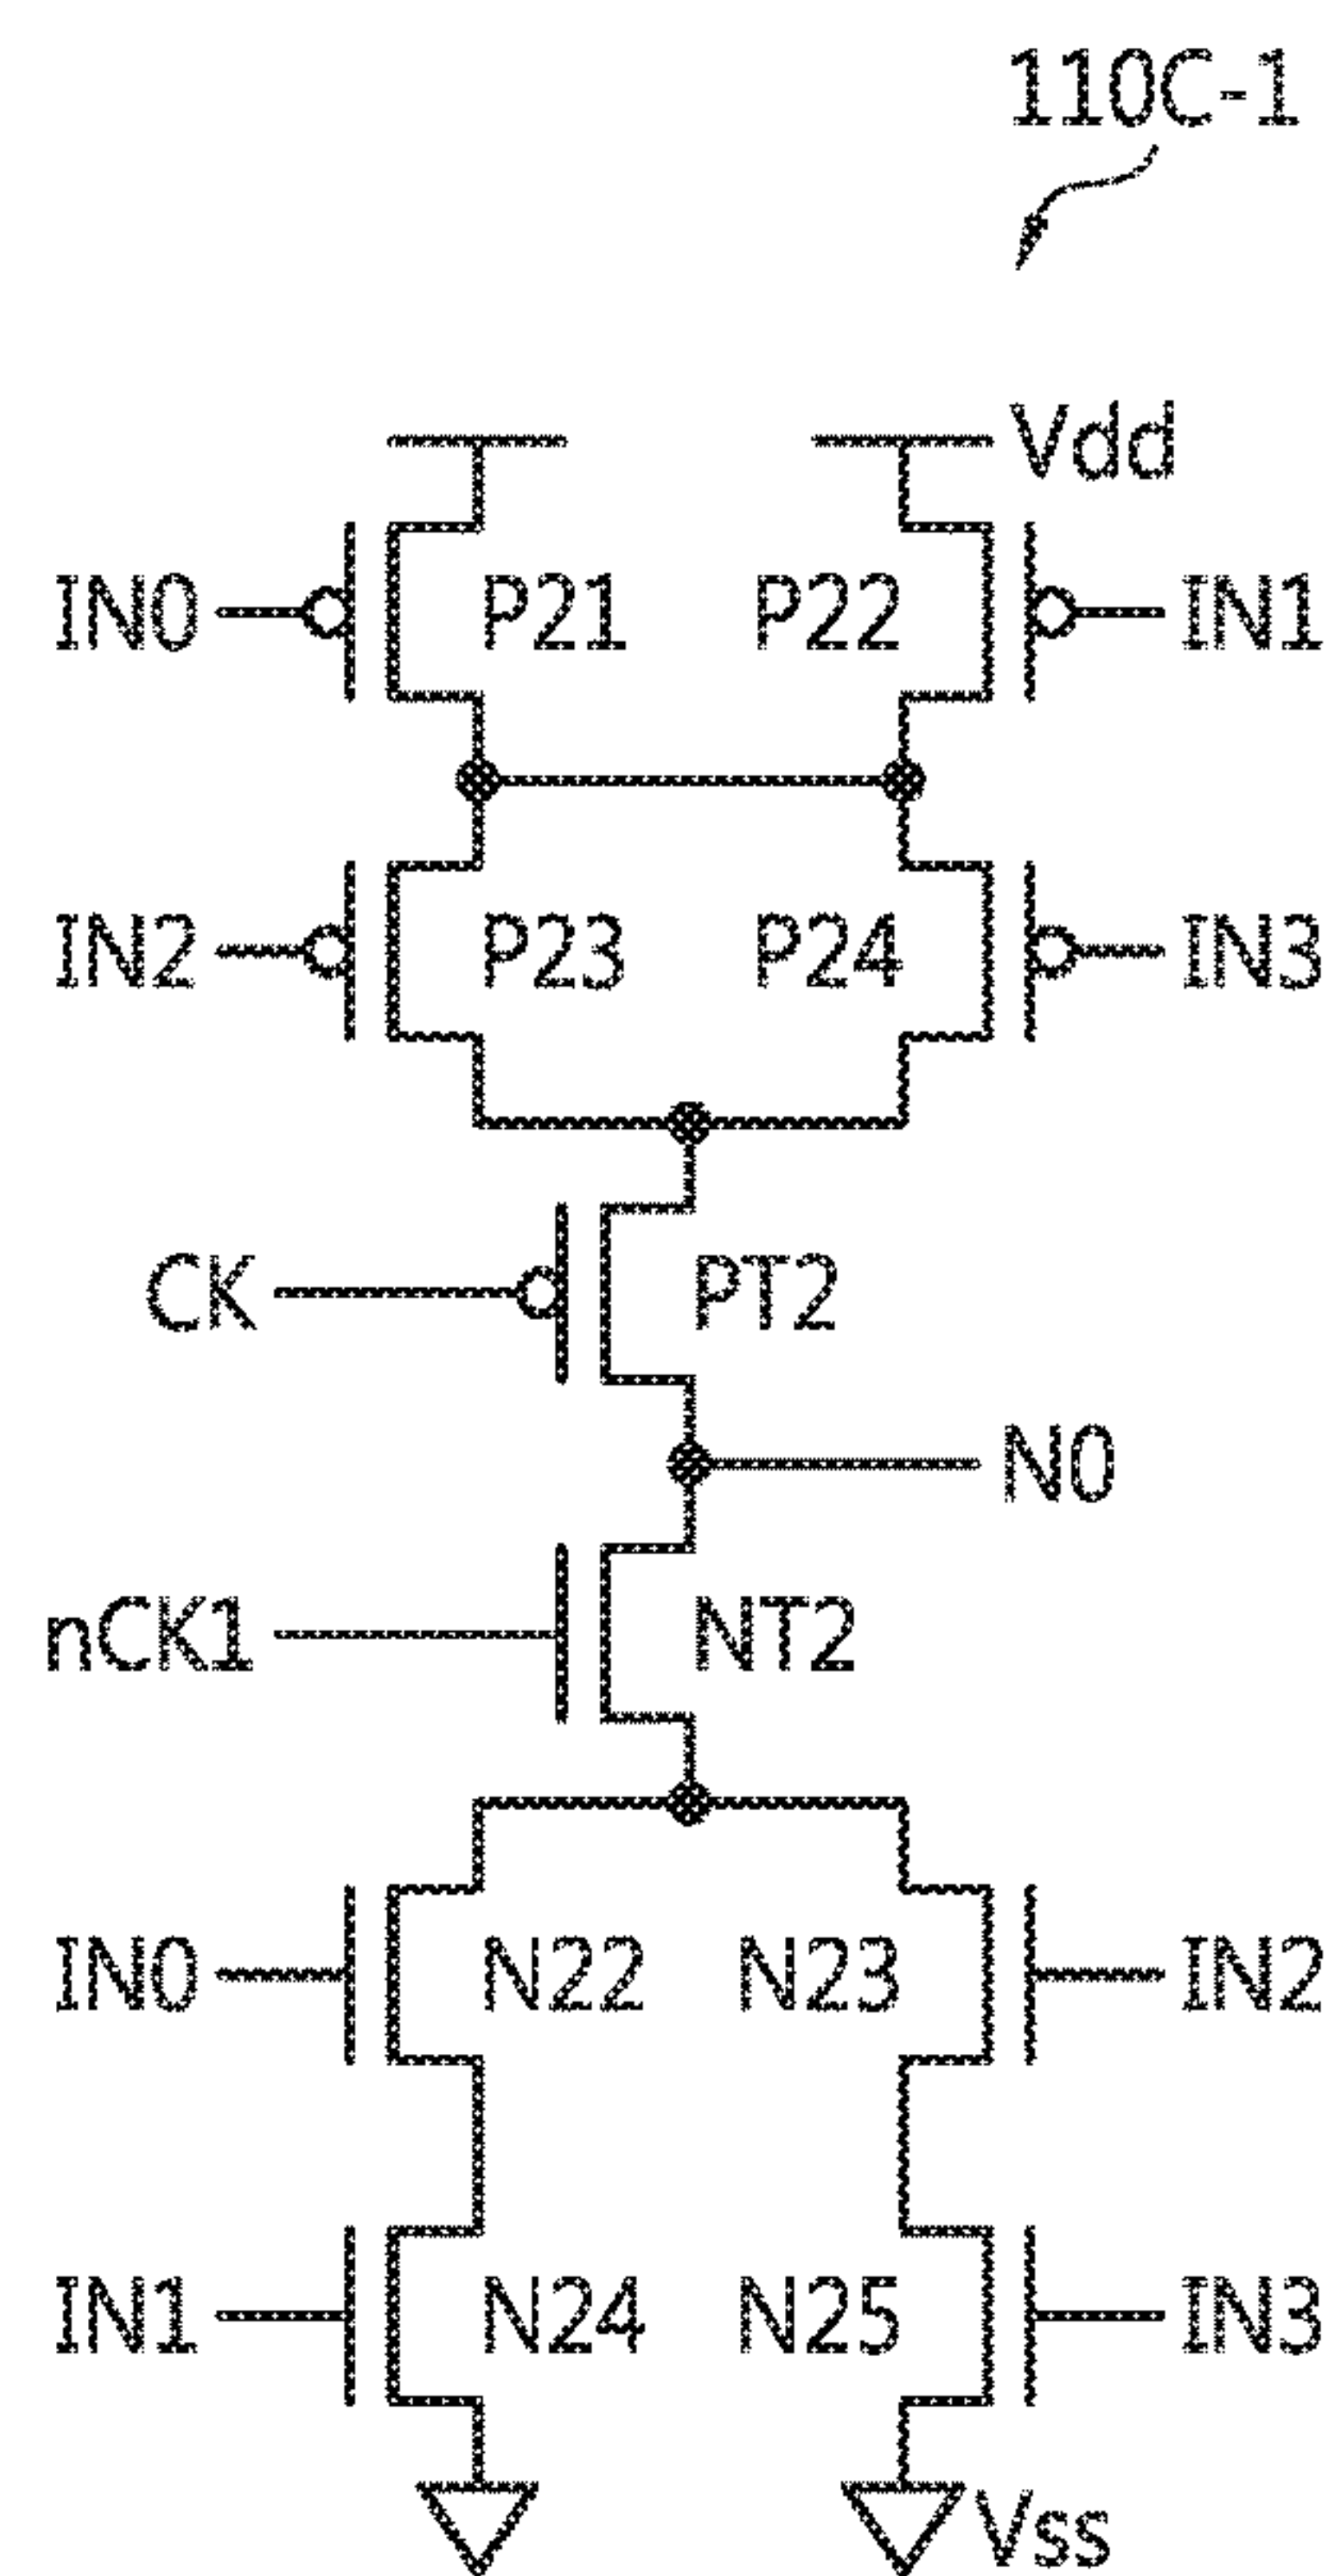 110C-1
Vdd
IN0 P21 P22 IN1
IN2 P23 P24 IN3
CK PT2
N0
nCK1 NT2
IN0 N22 N23 IN2
IN1 N24 N25 IN3
Vss